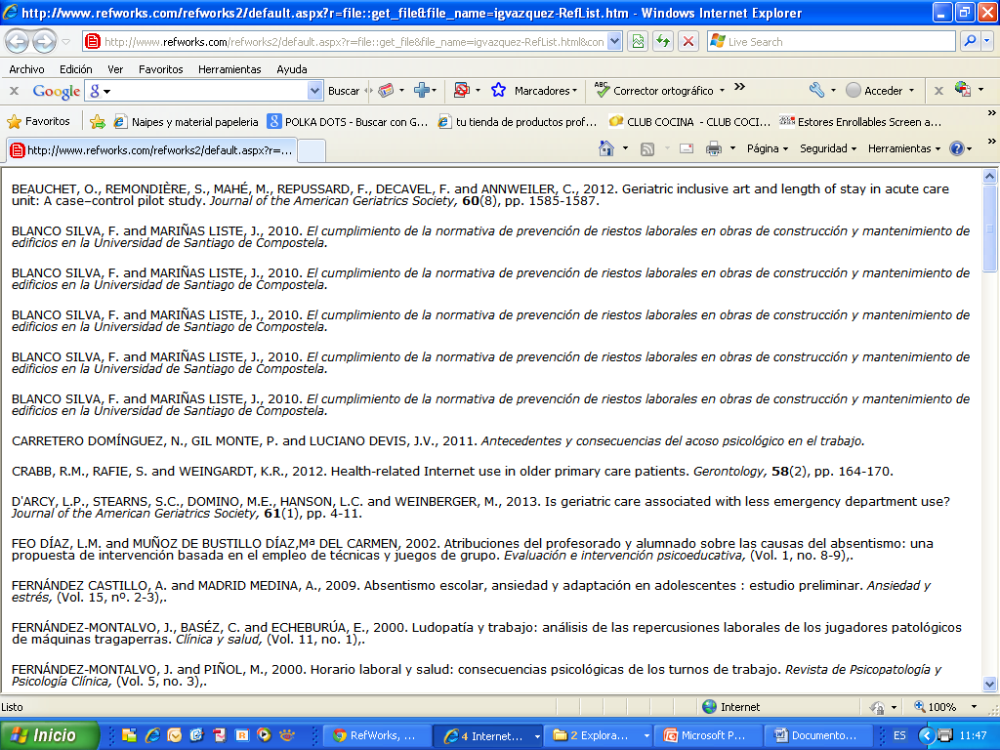 http://www.refworks.com/refworks2/default.aspx?r=file::get_file&file_name=igvazquez-RefList.htm - Windows Internet Explorer
http://www.refworks.com/refworks2/default.aspx?r=file::get_file&file_name=igvazquez-RefList.html&con Live Search
Archivo Edición Ver Favoritos Herramientas Ayuda
x Google Buscar Marcadores Corrector ortográfico » Acceder x
Favoritos Naipes y material papeleria POLKA DOTS - Buscar con G... tu tienda de productos prof... CLUB COCINA - CLUB COCI... Estores Enrollables Screen a... »
http://www.refworks.com/refworks2/default.aspx?r=... Página Seguridad Herramientas »
BEAUCHET, O., REMONDIÈRE, S., MAHÉ, M., REPUSSARD, F., DECAVEL, F. and ANNWEILER, C., 2012. Geriatric inclusive art and length of stay in acute care
unit: A case–control pilot study. Journal of the American Geriatrics Society, 60(8), pp. 1585-1587.
BLANCO SILVA, F. and MARIÑAS LISTE, J., 2010. El cumplimiento de la normativa de prevención de riestos laborales en obras de construcción y mantenimiento de
edificios en la Universidad de Santiago de Compostela.
BLANCO SILVA, F. and MARIÑAS LISTE, J., 2010. El cumplimiento de la normativa de prevención de riestos laborales en obras de construcción y mantenimiento de
edificios en la Universidad de Santiago de Compostela.
BLANCO SILVA, F. and MARIÑAS LISTE, J., 2010. El cumplimiento de la normativa de prevención de riestos laborales en obras de construcción y mantenimiento de
edificios en la Universidad de Santiago de Compostela.
BLANCO SILVA, F. and MARIÑAS LISTE, J., 2010. El cumplimiento de la normativa de prevención de riestos laborales en obras de construcción y mantenimiento de
edificios en la Universidad de Santiago de Compostela.
BLANCO SILVA, F. and MARIÑAS LISTE, J., 2010. El cumplimiento de la normativa de prevención de riestos laborales en obras de construcción y mantenimiento de
edificios en la Universidad de Santiago de Compostela.
CARRETERO DOMÍNGUEZ, N., GIL MONTE, P. and LUCIANO DEVIS, J.V., 2011. Antecedentes y consecuencias del acoso psicológico en el trabajo.
CRABB, R.M., RAFIE, S. and WEINGARDT, K.R., 2012. Health-related Internet use in older primary care patients. Gerontology, 58(2), pp. 164-170.
D'ARCY, L.P., STEARNS, S.C., DOMINO, M.E., HANSON, L.C. and WEINBERGER, M., 2013. Is geriatric care associated with less emergency department use?
Journal of the American Geriatrics Society, 61(1), pp. 4-11.
FEO DÍAZ, L.M. and MUÑOZ DE BUSTILLO DÍAZ,Mª DEL CARMEN, 2002. Atribuciones del profesorado y alumnado sobre las causas del absentismo: una
propuesta de intervención basada en el empleo de técnicas y juegos de grupo. Evaluación e intervención psicoeducativa, (Vol. 1, no. 8-9),.
FERNÁNDEZ CASTILLO, A. and MADRID MEDINA, A., 2009. Absentismo escolar, ansiedad y adaptación en adolescentes : estudio preliminar. Ansiedad y
estrés, (Vol. 15, nº. 2-3),.
FERNÁNDEZ-MONTALVO, J., BASÉZ, C. and ECHEBURÚA, E., 2000. Ludopatía y trabajo: análisis de las repercusiones laborales de los jugadores patológicos
de máquinas tragaperras. Clínica y salud, (Vol. 11, no. 1),.
FERNÁNDEZ-MONTALVO, J. and PIÑOL, M., 2000. Horario laboral y salud: consecuencias psicológicas de los turnos de trabajo. Revista de Psicopatología y
Psicología Clínica, (Vol. 5, no. 3),.
Listo Internet 100%
Inicio RefWorks, ... 4 Internet... 2 Explora... Microsoft P... Documento... ES 11:47